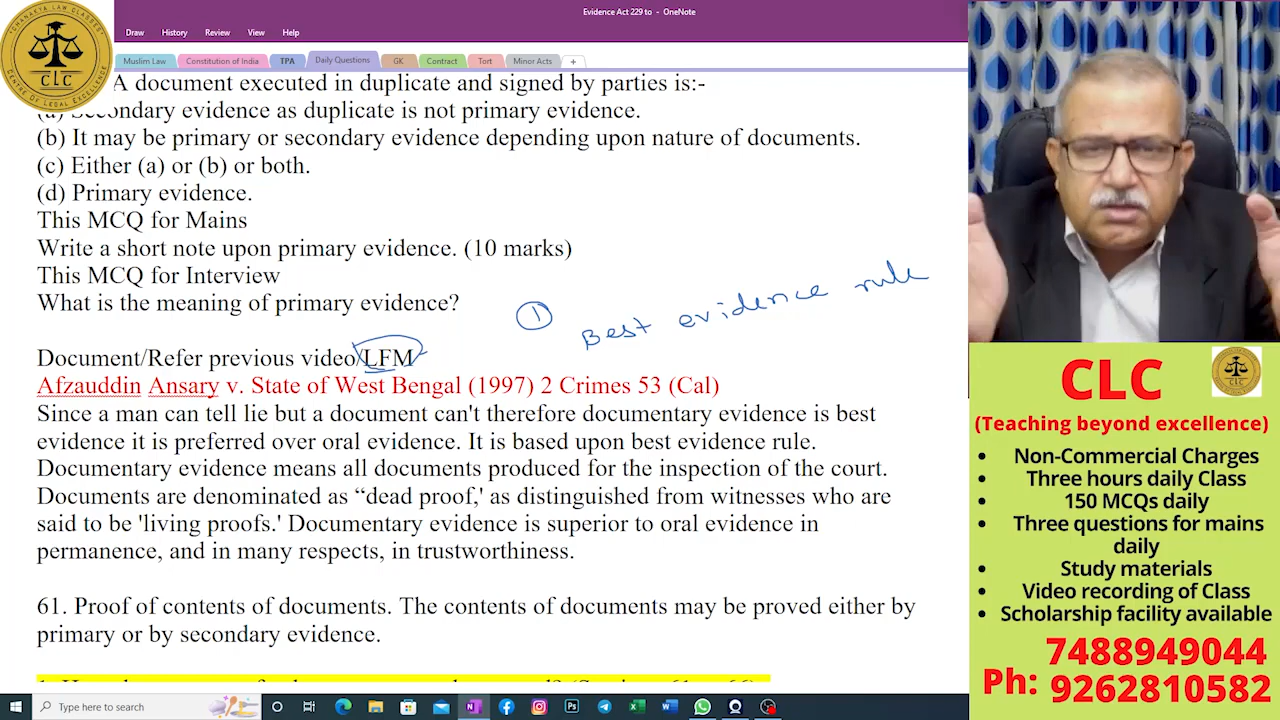 Evidence Act 229 to - OneNote
Draw History Review View Help
Muslim Law Constitution of India TPA Daily Questions GK Contract Tort Minor Acts +
CHANAKYA LAW CLASSES
CLC
CENTRE OF LEGAL EXCELLENCE
A document executed in duplicate and signed by parties is:-
(a) Secondary evidence as duplicate is not primary evidence.
(b) It may be primary or secondary evidence depending upon nature of documents.
(c) Either (a) or (b) or both.
(d) Primary evidence.
This MCQ for Mains
Write a short note upon primary evidence. (10 marks)
This MCQ for Interview
What is the meaning of primary evidence?
1 Best evidence rule
Document/Refer previous video/LFM
Afzauddin Ansary v. State of West Bengal (1997) 2 Crimes 53 (Cal)
Since a man can tell lie but a document can't therefore documentary evidence is best
evidence it is preferred over oral evidence. It is based upon best evidence rule.
Documentary evidence means all documents produced for the inspection of the court.
Documents are denominated as “dead proof,' as distinguished from witnesses who are
said to be 'living proofs.' Documentary evidence is superior to oral evidence in
permanence, and in many respects, in trustworthiness.
61. Proof of contents of documents. The contents of documents may be proved either by
primary or by secondary evidence.
Type here to search
CLC
(Teaching beyond excellence)
• Non-Commercial Charges
• Three hours daily Class
• 150 MCQs daily
• Three questions for mains
daily
• Study materials
• Video recording of Class
• Scholarship facility available
Ph: 7488949044
9262810582